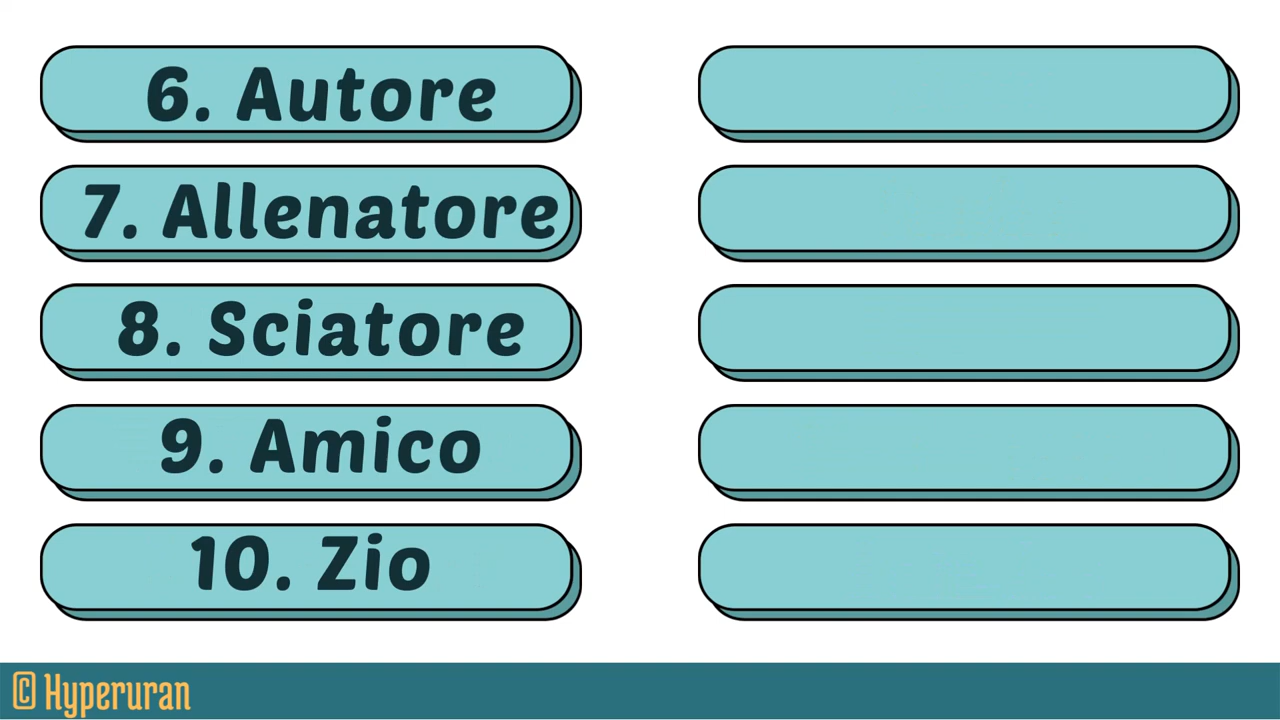 6. Autore
7. Allenatore
8. Sciatore
9. Amico
10. Zio
© Hyperuran